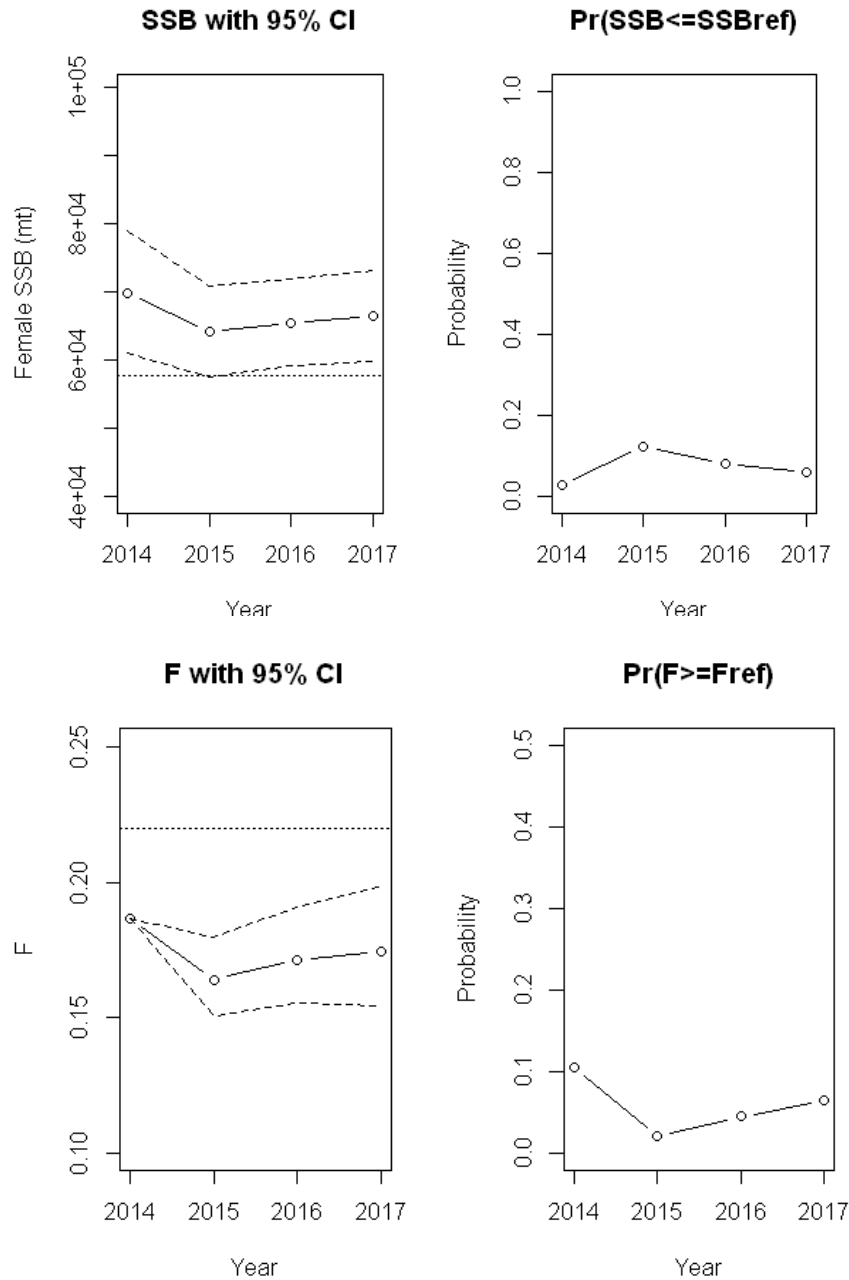 SSB with 95% CI
Female SSB (mt)
1e+05
8e+04
6e+04
4e+04
2014 2015 2016 2017
Year
Pr(SSB<=SSBref)
Probability
1.0
0.8
0.6
0.4
0.2
0.0
2014 2015 2016 2017
Year
F with 95% CI
F
0.25
0.20
0.15
0.10
2014 2015 2016 2017
Year
Pr(F>=Fref)
Probability
0.5
0.4
0.3
0.2
0.1
0.0
2014 2015 2016 2017
Year